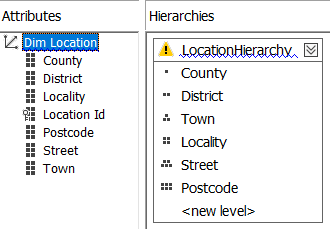 Attributes
Dim Location
County
District
Locality
Location Id
Postcode
Street
Town
Hierarchies
LocationHierarchy
County
District
Town
Locality
Street
Postcode
<new level>